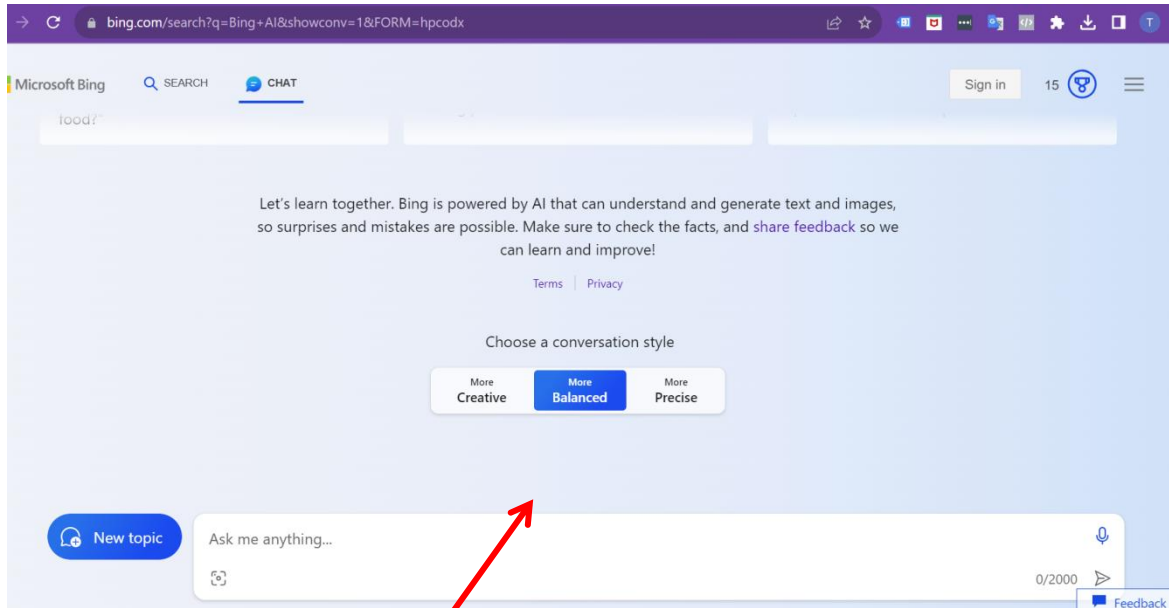 bing.com/search?q=Bing+AI&showconv=1&FORM=hpcodx
T
Microsoft Bing
SEARCH
CHAT
Sign in
15
food?"
Let's learn together. Bing is powered by AI that can understand and generate text and images,
so surprises and mistakes are possible. Make sure to check the facts, and share feedback so we
can learn and improve!
Terms | Privacy
Choose a conversation style
More Creative
More Balanced
More Precise
New topic
Ask me anything...
0/2000
Feedback